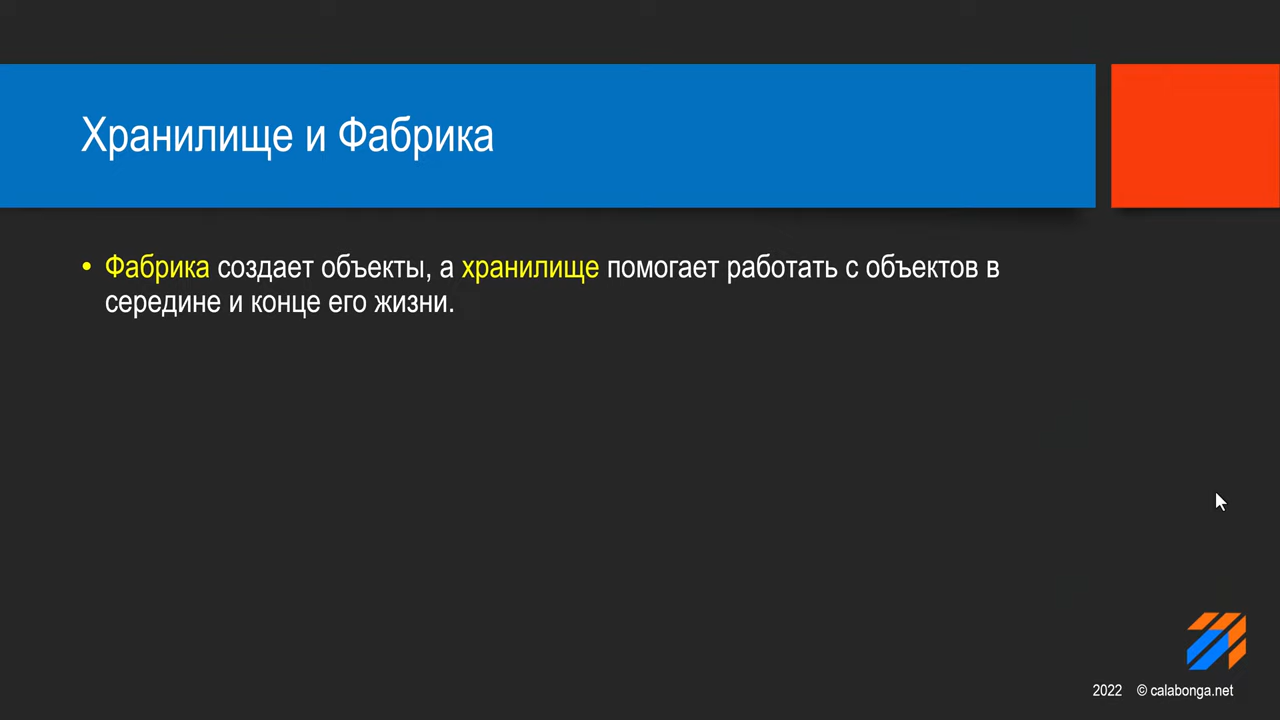 Хранилище и Фабрика
• Фабрика создает объекты, а хранилище помогает работать с объектов в
середине и конце его жизни.
2022 © calabonga.net